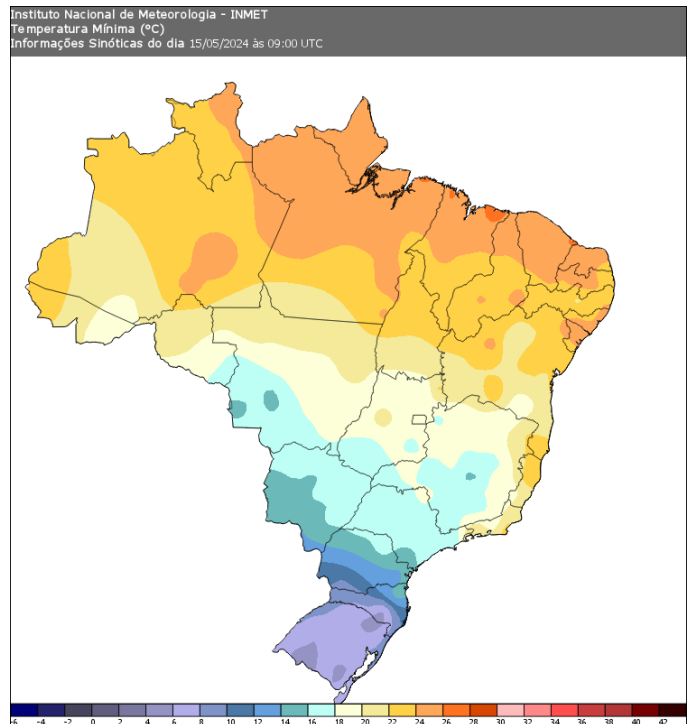 Instituto Nacional de Meteorologia - INMET
Temperatura Mínima (ºC)
Informações Sinóticas do dia 15/05/2024 às 09:00 UTC
-6 -4 -2 0 2 4 6 8 10 12 14 16 18 20 22 24 26 28 30 32 34 36 38 40 42